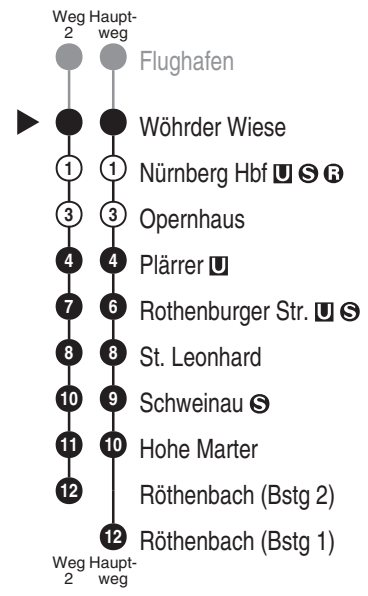 Weg Haupt-
2 weg
Flughafen
Wöhrder Wiese
1 1 Nürnberg Hbf U S R
3 3 Opernhaus
4 4 Plärrer U
7 6 Rothenburger Str. U S
8 8 St. Leonhard
10 9 Schweinau S
11 10 Hohe Marter
12 Röthenbach (Bstg 2)
12 Röthenbach (Bstg 1)
Weg Haupt-
2 weg